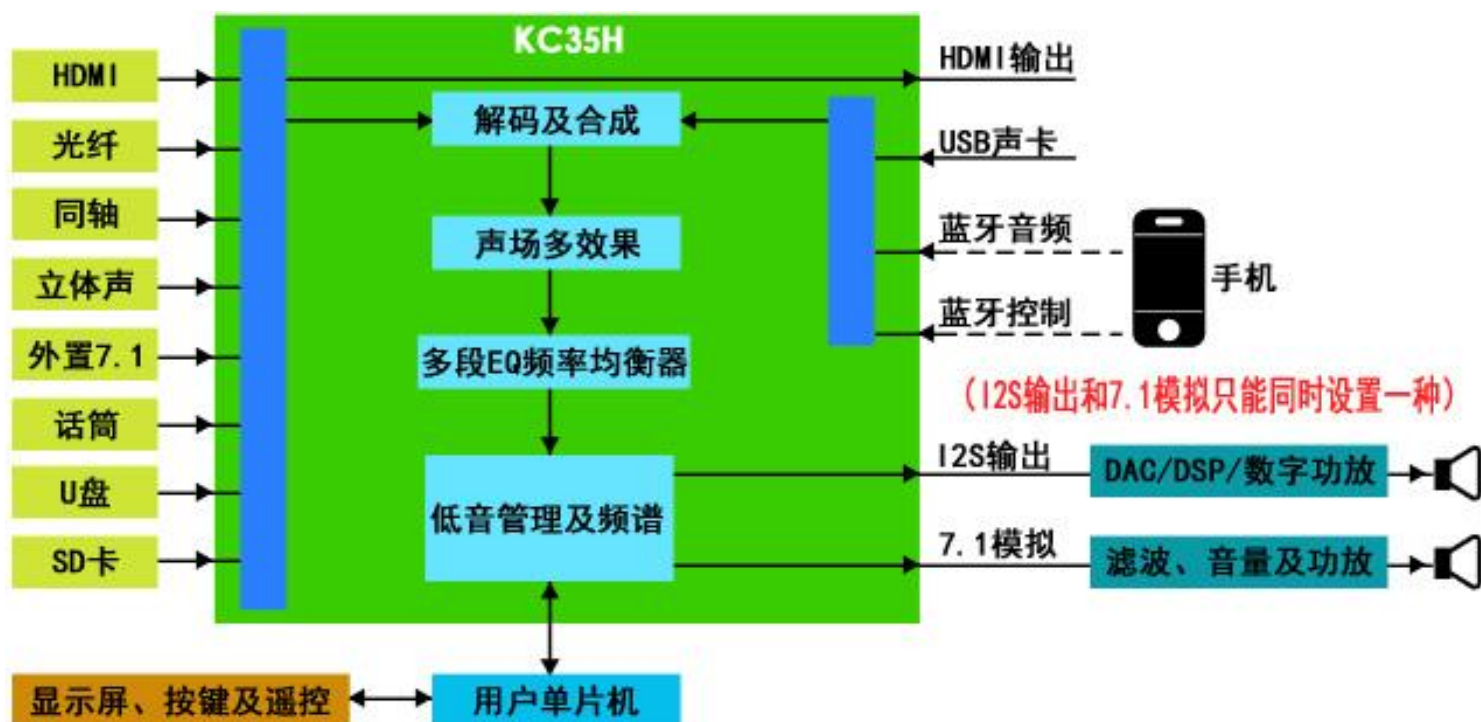 KC35H
HDMI
光纤
同轴
立体声
外置7.1
话筒
U盘
SD卡
解码及合成
声场多效果
多段EQ频率均衡器
低音管理及频谱
HDMI输出
USB声卡
蓝牙音频
蓝牙控制
手机
(I2S输出和7.1模拟只能同时设置一种)
I2S输出
DAC/DSP/数字功放
7.1模拟
滤波、音量及功放
显示屏、按键及遥控
用户单片机